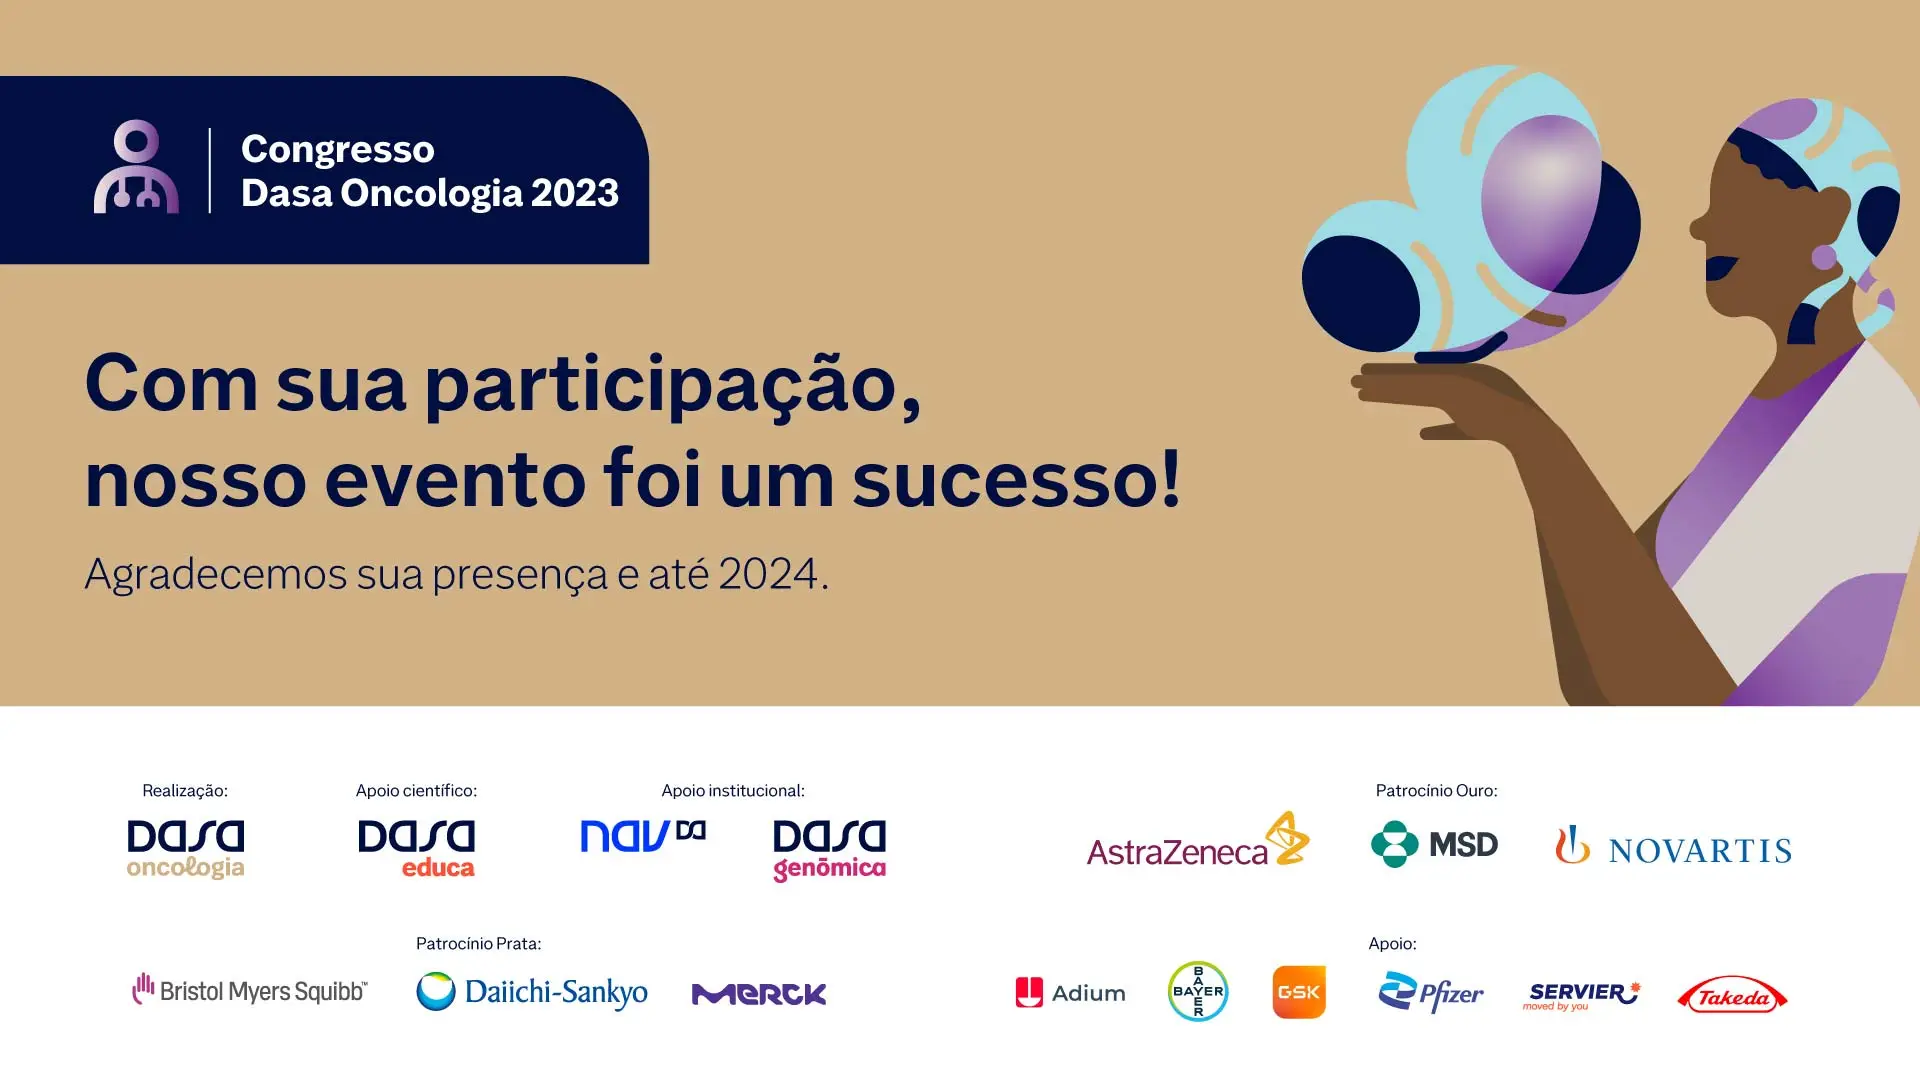 Congresso
Dasa Oncologia 2023
Com sua participação,
nosso evento foi um sucesso!
Agradecemos sua presença e até 2024.
Realização:
Dasa
oncologia
Apoio científico:
Dasa
educa
Apoio institucional:
nav Da
Dasa
genômica
Patrocínio Ouro:
AstraZeneca
MSD
NOVARTIS
Patrocínio Prata:
Bristol Myers Squibb™
Daiichi-Sankyo
MERCK
Apoio:
Adium
BAYER
BAYER
GSK
Pfizer
SERVIER
moved by you
Takeda